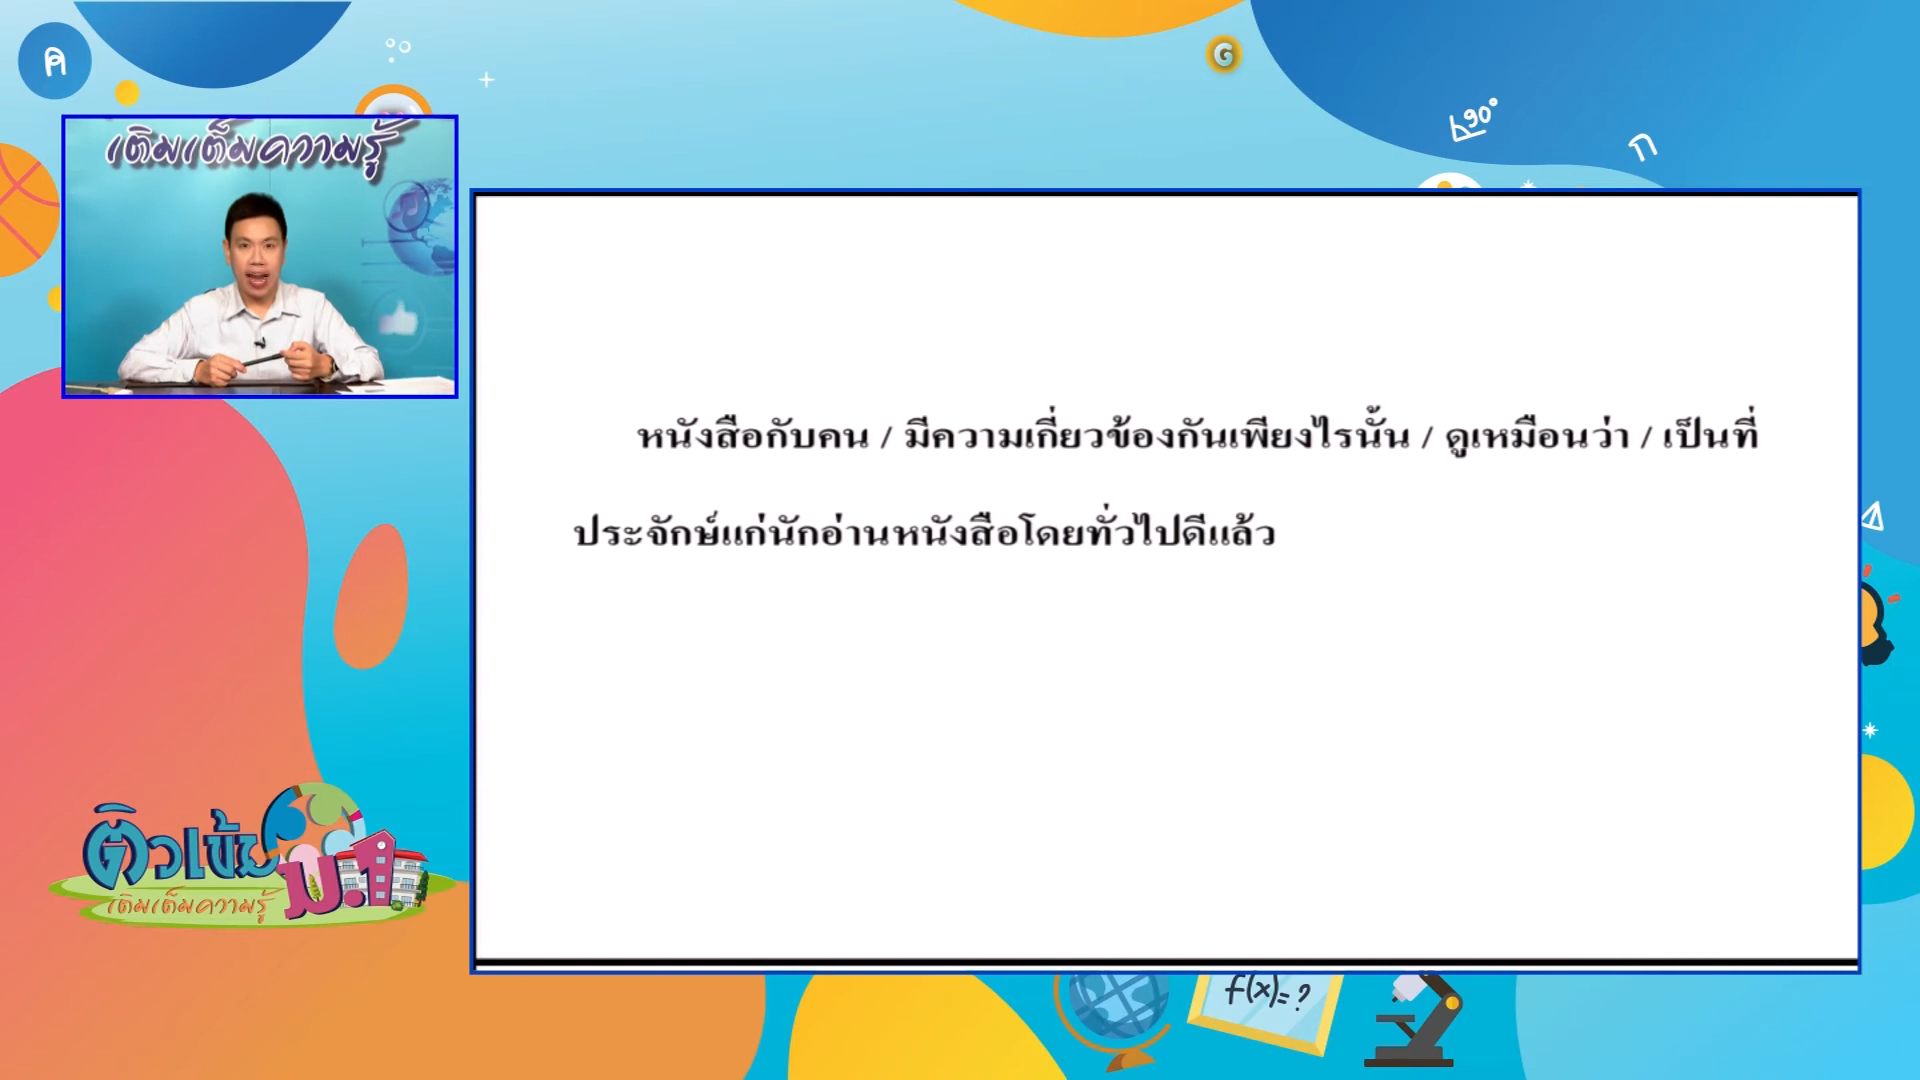 ค
G
90°
ก
เติมเต็มความรู้
หนังสือกับคน / มีความเกี่ยวข้องกันเพียงไรนั้น / ดูเหมือนว่า / เป็นที่
ประจักษ์แก่นักอ่านหนังสือโดยทั่วไปดีแล้ว
ติวเข้ม
ม.1
เติมเต็มความรู้
f(x)=?